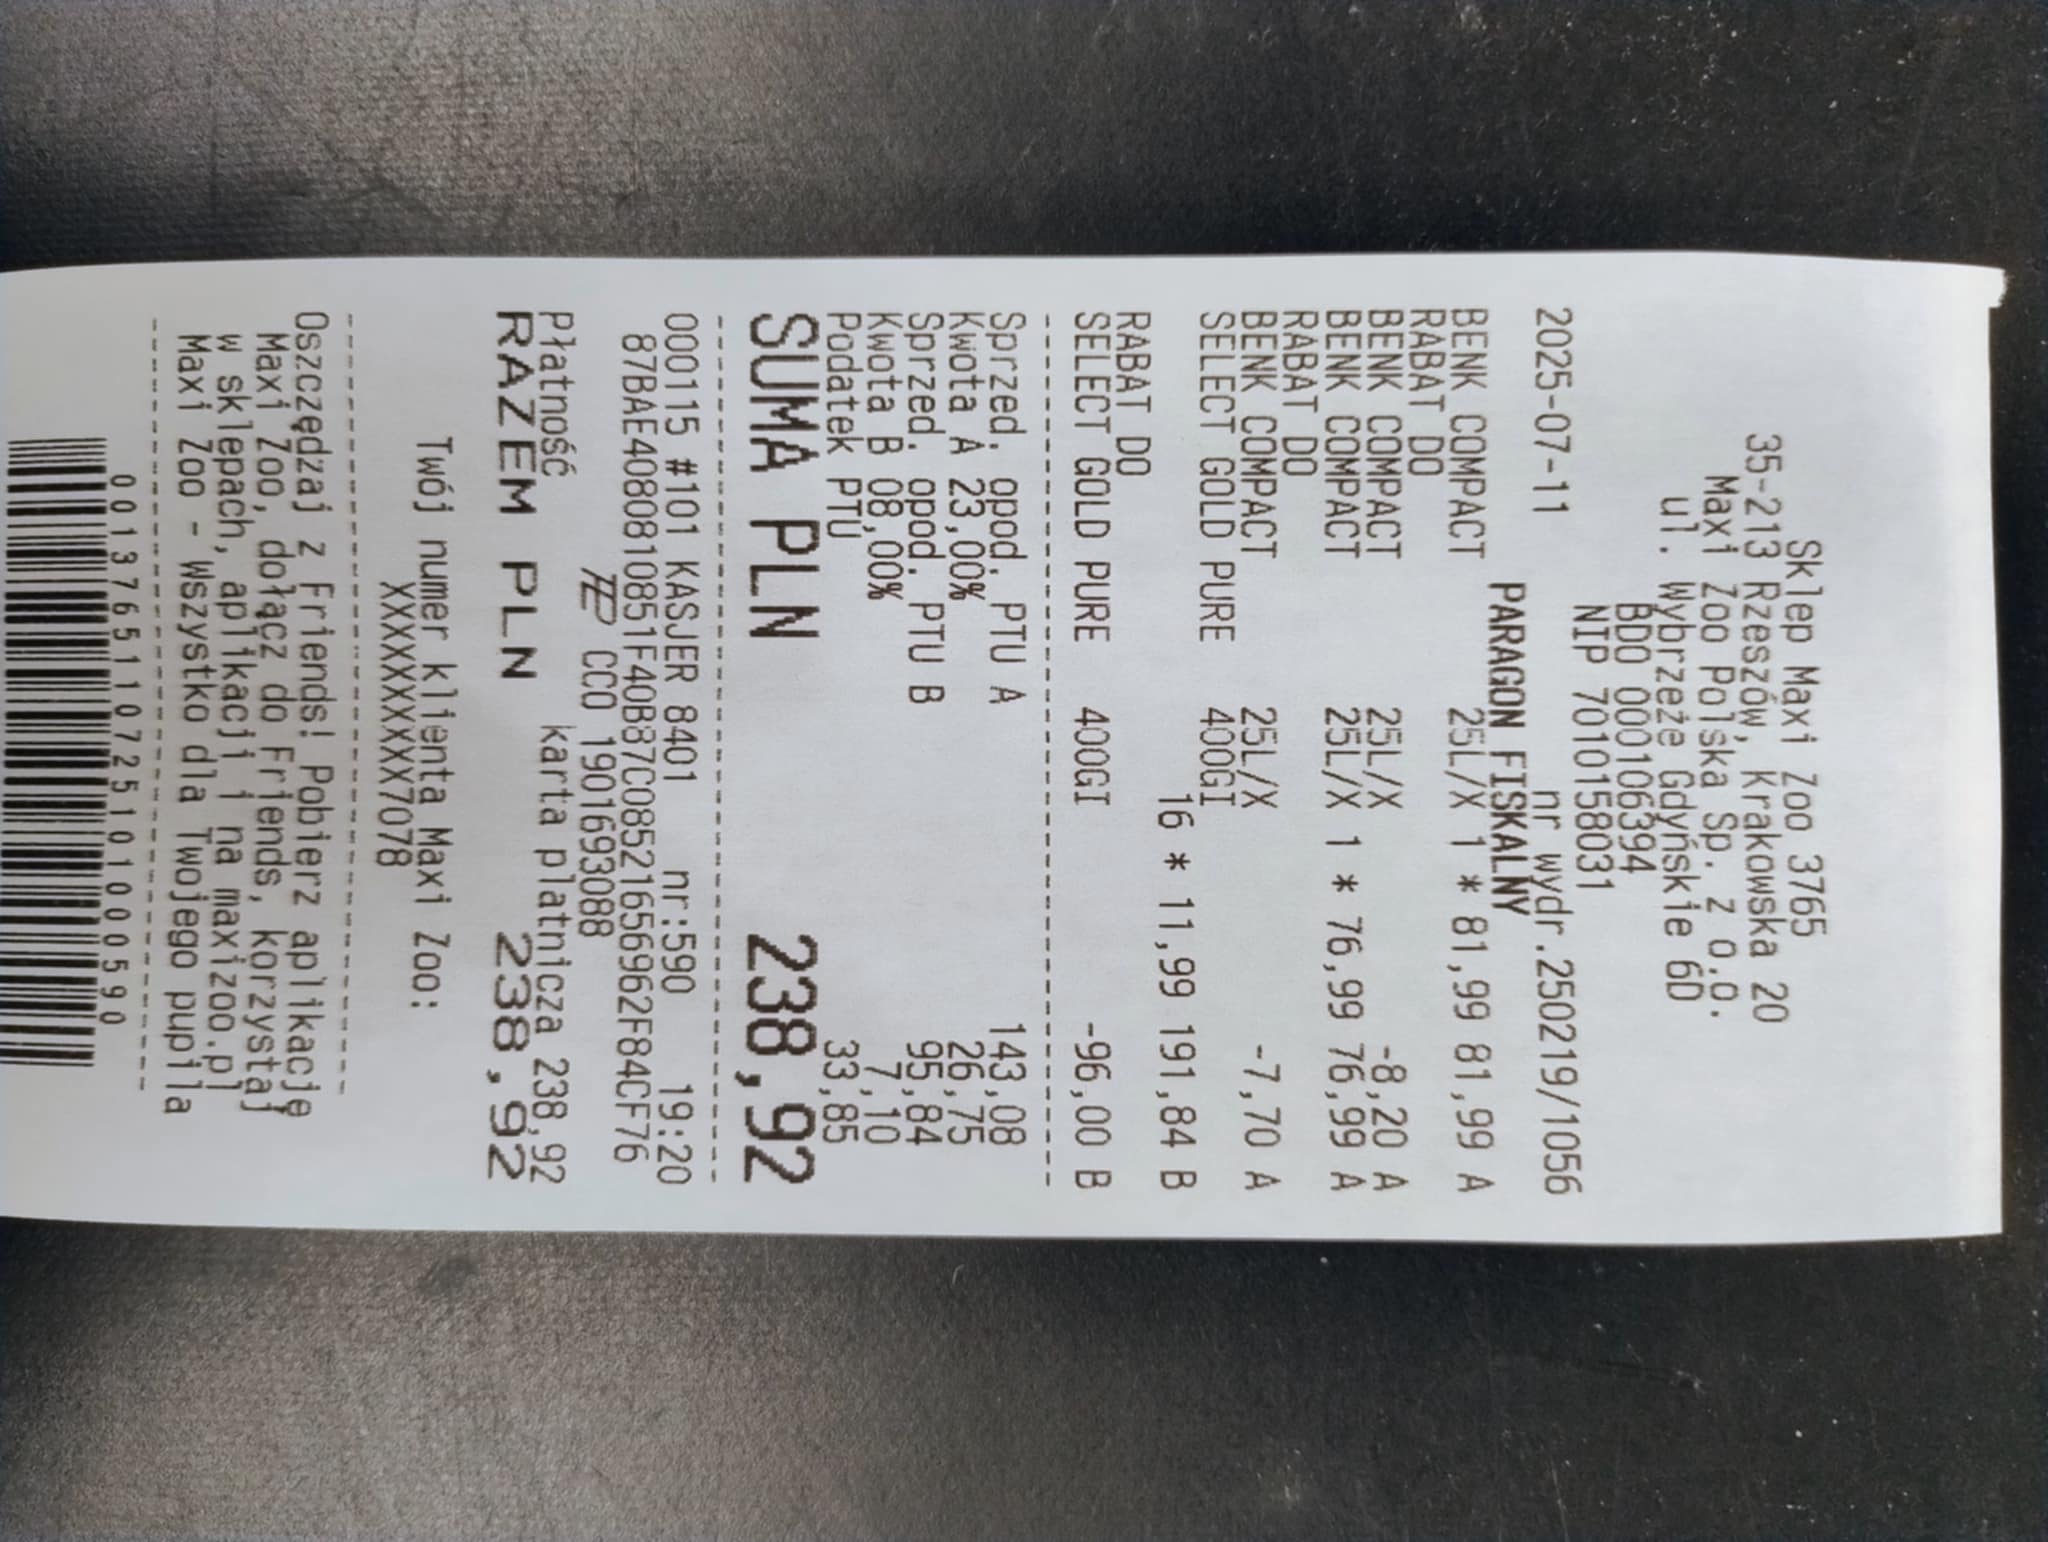 Sklep Maxi Zoo 3765
35-213 Rzeszów, Krakowska 20
Maxi Zoo Polska Sp. z o.o.
ul. Wybrzeże Gdyńskie 6D
BDO 000106394
NIP 7010158031
2025-07-11 nr wydr.250219/1056
PARAGON FISKALNY
BENK COMPACT 25L/X 1 * 81,99 81,99 A
RABAT DO
BENK COMPACT 25L/X -8,20 A
BENK COMPACT 25L/X 1 * 76,99 76,99 A
RABAT DO
BENK COMPACT 25L/X -7,70 A
SELECT GOLD PURE 400GI
16 * 11,99 191,84 B
RABAT DO
SELECT GOLD PURE 400GI -96,00 B
Sprzed. opod. PTU A 143,08
Kwota A 23,00% 26,75
Sprzed. opod. PTU B 95,84
Kwota B 08,00% 7,10
Podatek PTU 33,85
SUMA PLN 238,92
000115 #101 KASJER 8401 nr:590 19:20
87BAE4080810851F40B87C08521656962F84CF76
CCO 1901693088
Płatność karta płatnicza 238,92
RAZEM PLN 238,92
Twój numer klienta Maxi Zoo:
XXXXXXXXXXX7078
Oszczędzaj z Friends! Pobierz aplikację
Maxi Zoo, dołącz do Friends, korzystaj
w sklepach, aplikacji i na maxizoo.pl
Maxi Zoo - wszystko dla Twojego pupila
0013765110725101000590